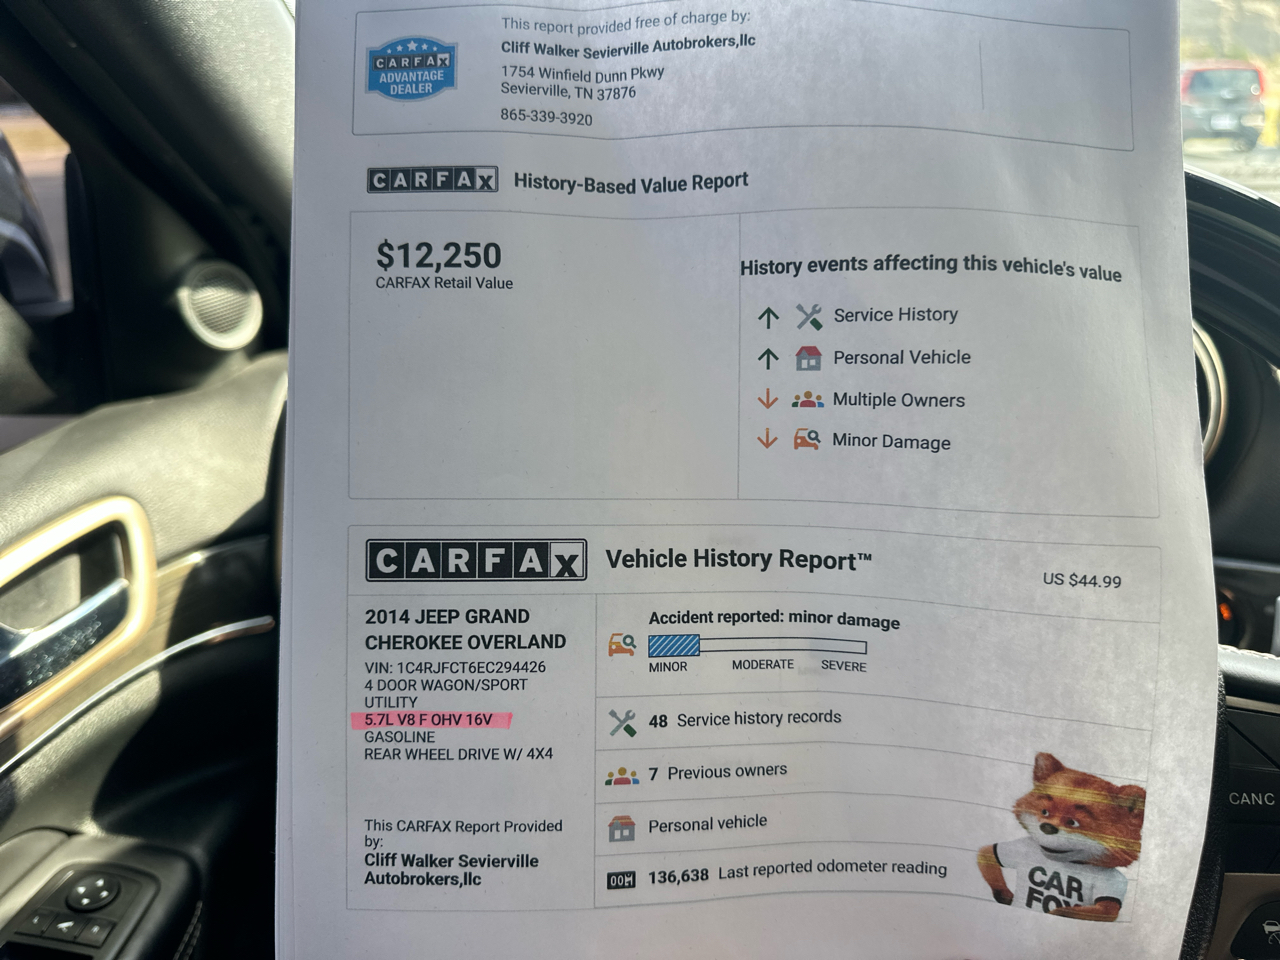 This report provided free of charge by:
Cliff Walker Sevierville Autobrokers,llc
1754 Winfield Dunn Pkwy
Sevierville, TN 37876
865-339-3920
CARFAX
ADVANTAGE
DEALER
CARFAX History-Based Value Report
$12,250
CARFAX Retail Value
History events affecting this vehicle's value
Service History
Personal Vehicle
Multiple Owners
Minor Damage
CARFAX Vehicle History Report™
US $44.99
2014 JEEP GRAND
CHEROKEE OVERLAND
VIN: 1C4RJFCT6EC294426
4 DOOR WAGON/SPORT
UTILITY
5.7L V8 F OHV 16V
GASOLINE
REAR WHEEL DRIVE W/ 4X4
This CARFAX Report Provided
by:
Cliff Walker Sevierville
Autobrokers,llc
Accident reported: minor damage
MINOR MODERATE SEVERE
48 Service history records
7 Previous owners
Personal vehicle
136,638 Last reported odometer reading
CAR
FOX
CANC